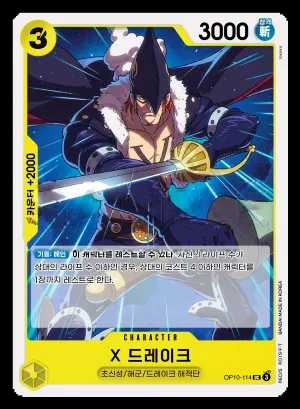 3
3000
참격
斬
카운터 +2000
기동: 메인 이 캐릭터를 레스트할 수 있다: 자신의 라이프 수가
상대의 라이프 수 이하인 경우, 상대의 코스트 4 이하인 캐릭터를
1장까지 레스트로 한다.
CHARACTER
X 드레이크
초신성/해군/드레이크 해적단
OP10-114 UC 3
BANDAI MADE IN KOREA